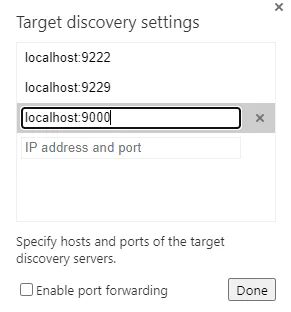 Target discovery settings
localhost:9222
localhost:9229
localhost:9000
IP address and port
Specify hosts and ports of the target
discovery servers.
Enable port forwarding
Done